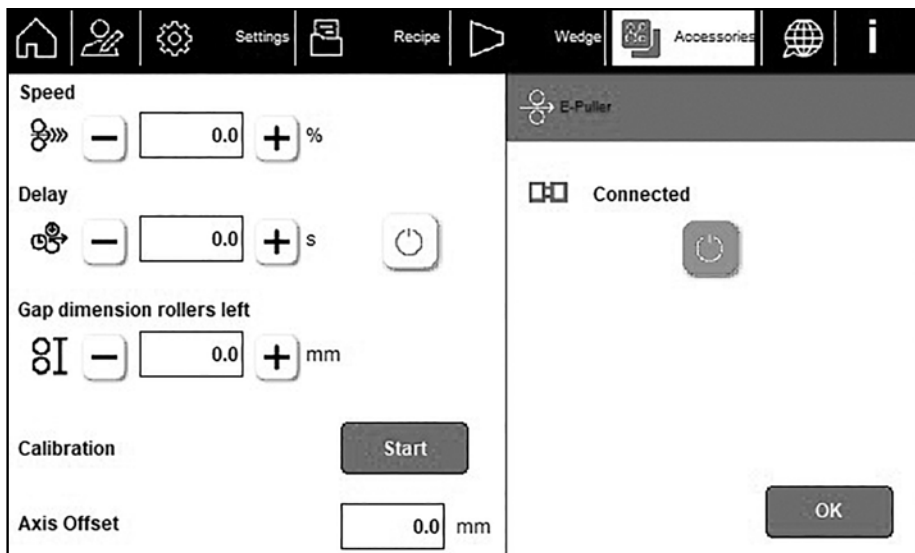 Settings
Recipe
Wedge
Accessories
i
Speed
0.0 %
Delay
0.0 s
Gap dimension rollers left
0.0 mm
Calibration
Start
Axis Offset
0.0 mm
E-Puller
Connected
OK